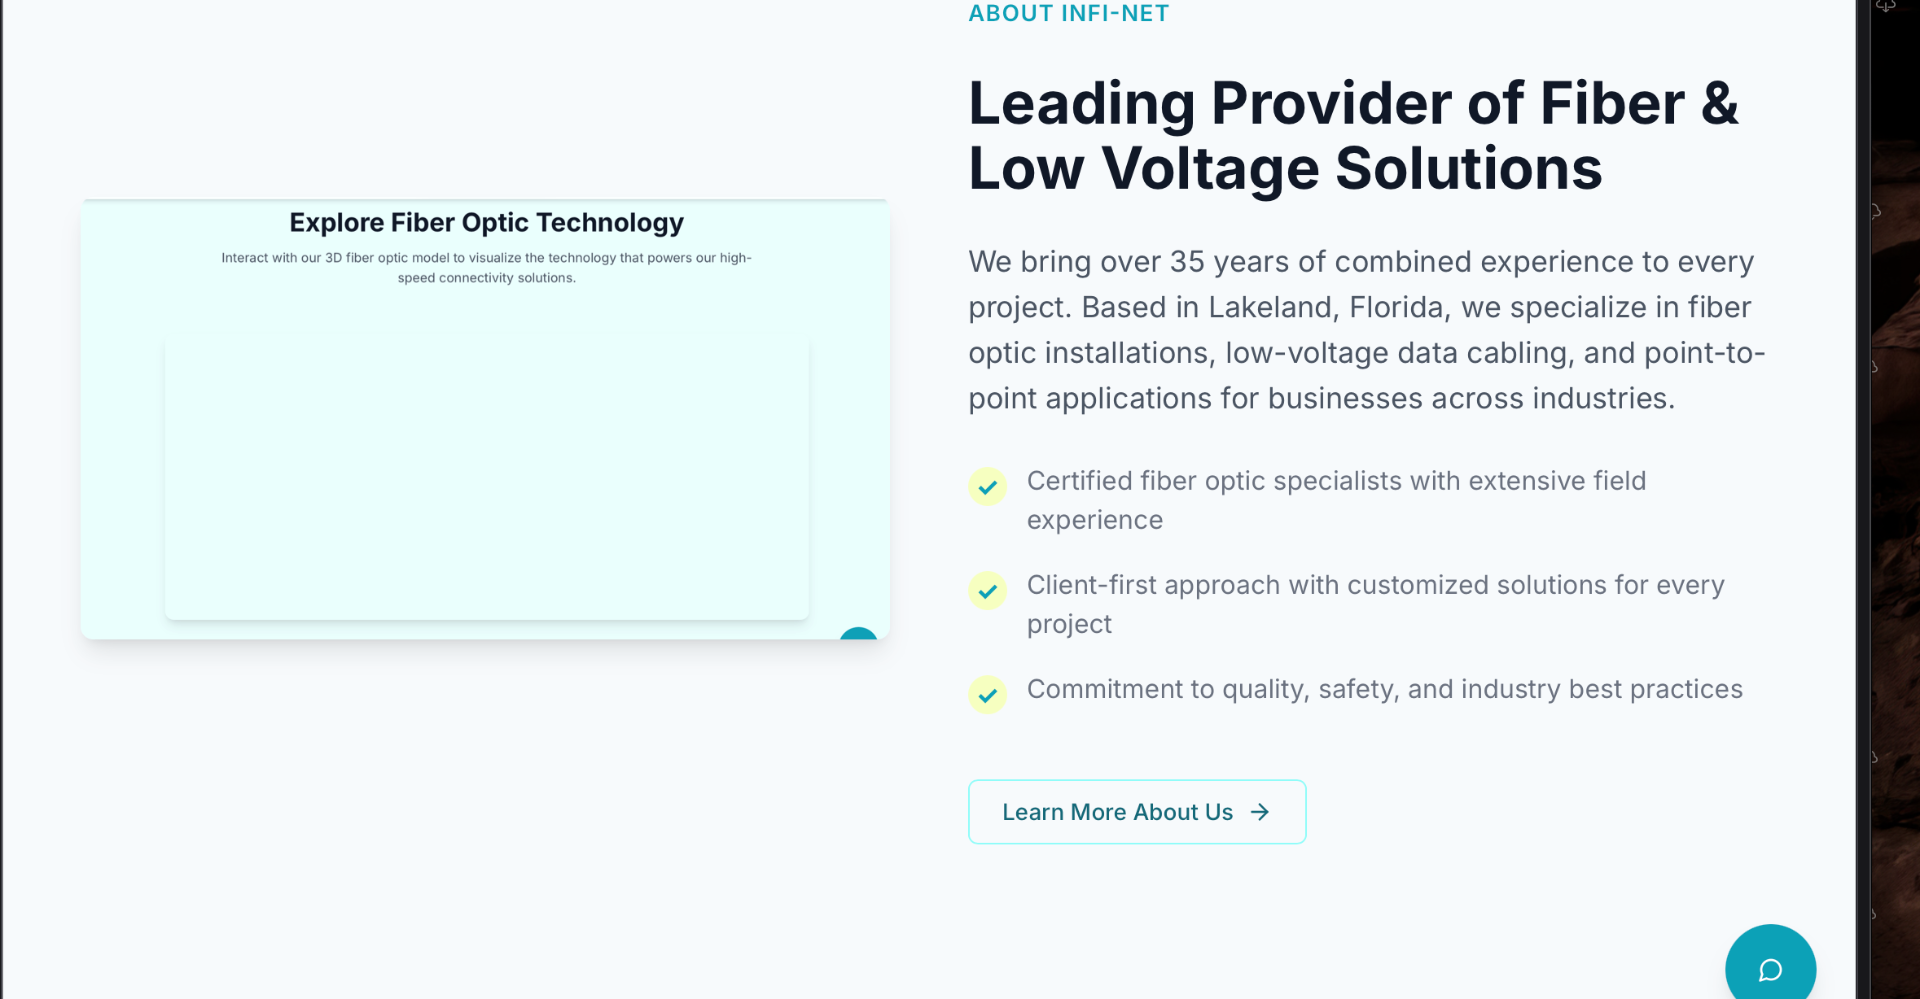 ABOUT INFI-NET
Leading Provider of Fiber &
Low Voltage Solutions
Explore Fiber Optic Technology
Interact with our 3D fiber optic model to visualize the technology that powers our high-
speed connectivity solutions.
We bring over 35 years of combined experience to every
project. Based in Lakeland, Florida, we specialize in fiber
optic installations, low-voltage data cabling, and point-to-
point applications for businesses across industries.
Certified fiber optic specialists with extensive field
experience
Client-first approach with customized solutions for every
project
Commitment to quality, safety, and industry best practices
Learn More About Us